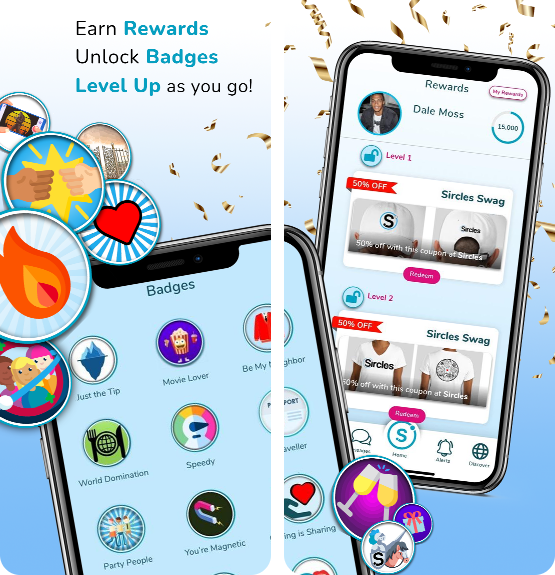 Earn Rewards
Unlock Badges
Level Up as you go!
Badges
Just the Tip
Movie Lover
Be My Neighbor
World Domination
Speedy
PORT
aveller
Party People
You're Magnetic
ing is Sharing
Rewards
My Rewards
Dale Moss
15,000
Level 1
50% OFF
Sircles Swag
S
Sircles
50% off with this coupon at Sircles
Redeem
Level 2
50% OFF
Sircles Swag
Sircles
50% off with this coupon at Sircles
Redeem
S
Home
Alerts
Discover
S